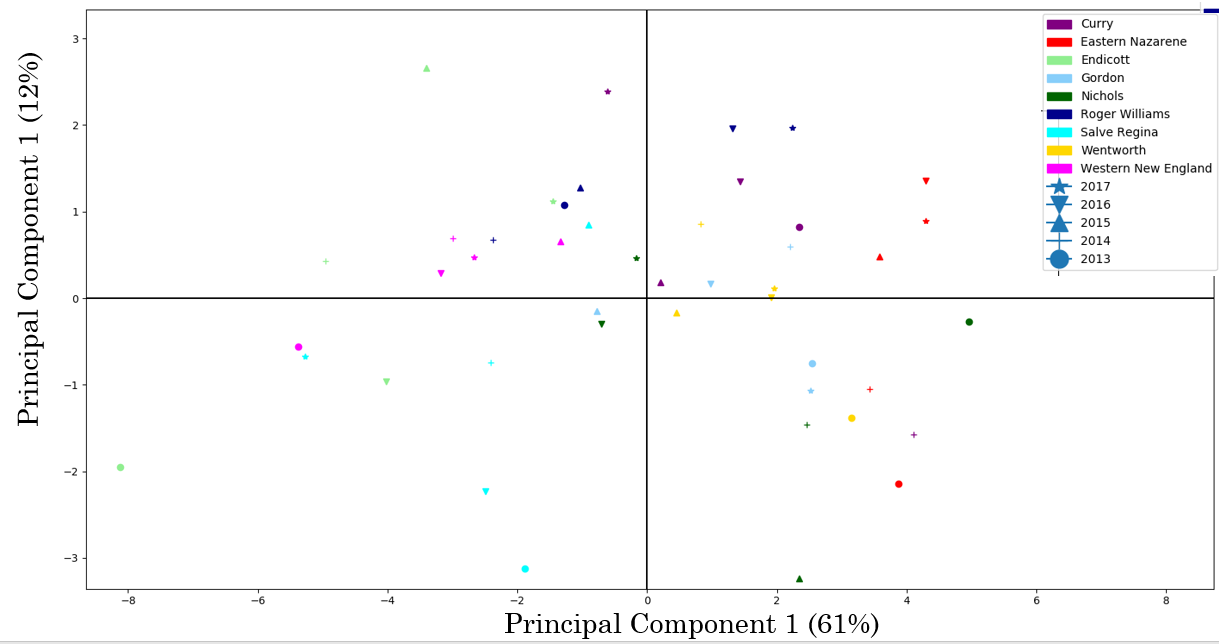 Principal Component 1 (12%)
3
2
1
0
−1
−2
−3
−8
−6
−4
−2
0
2
4
6
8
Principal Component 1 (61%)
Curry
Eastern Nazarene
Endicott
Gordon
Nichols
Roger Williams
Salve Regina
Wentworth
Western New England
2017
2016
2015
2014
2013